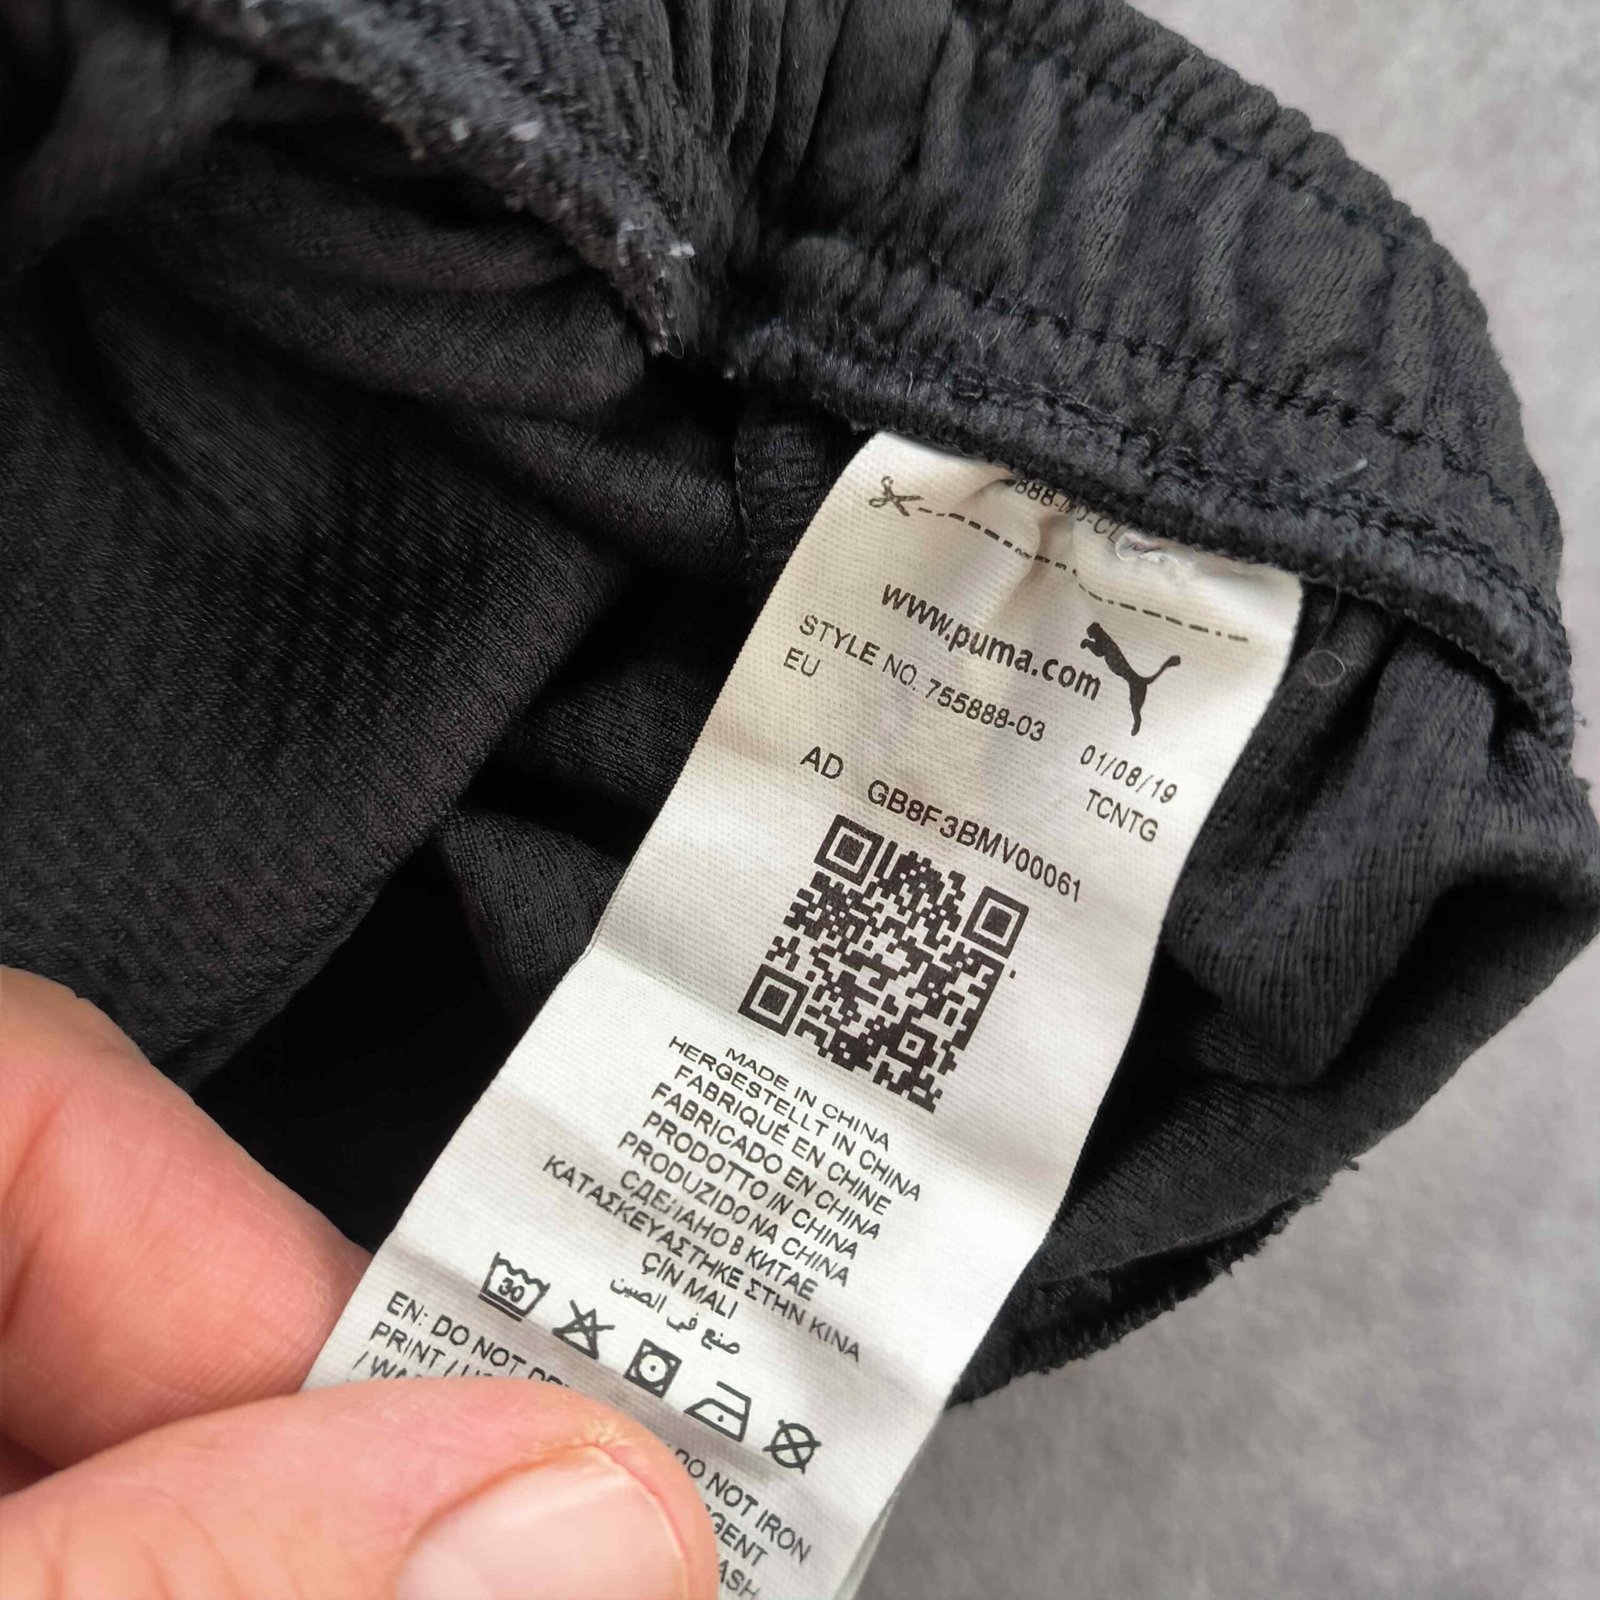 www.puma.com
STYLE NO. 755888-03
EU
01/08/19
TCNTG
AD GB8F3BMV00061
MADE IN CHINA
HERGESTELLT IN CHINA
FABRIQUÉ EN CHINE
FABRICADO EN CHINA
PRODOTTO IN CHINA
PRODUZIDO NA CHINA
СДЕЛАНО В КИТАЕ
ΚΑΤΑΣΚΕΥΑΣΤΗΚΕ ΣΤΗΝ ΚΙΝΑ
ÇİN MALI
صنع في الصين
30
EN: DO NOT
PRINT /
DO NOT IRON